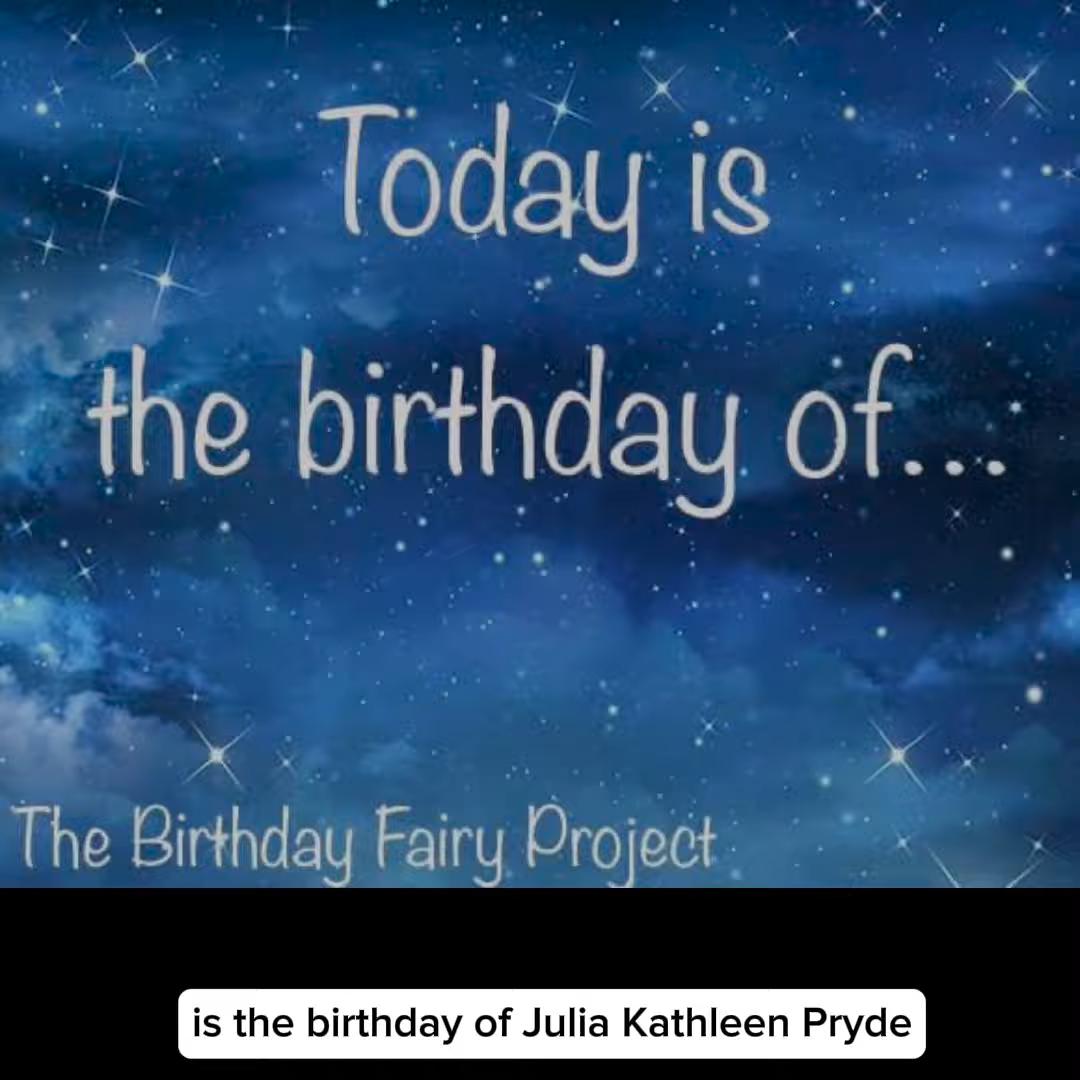 Today is
the birthday of...
The Birthday Fairy Project
is the birthday of Julia Kathleen Pryde